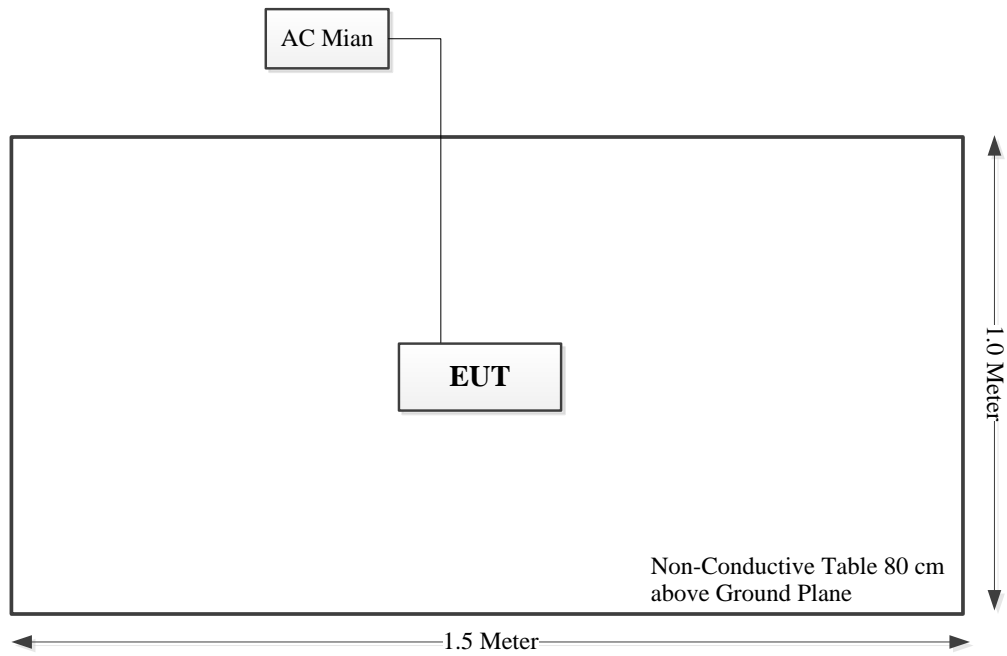 AC Mian
EUT
1.0 Meter
Non-Conductive Table 80 cm
above Ground Plane
1.5 Meter